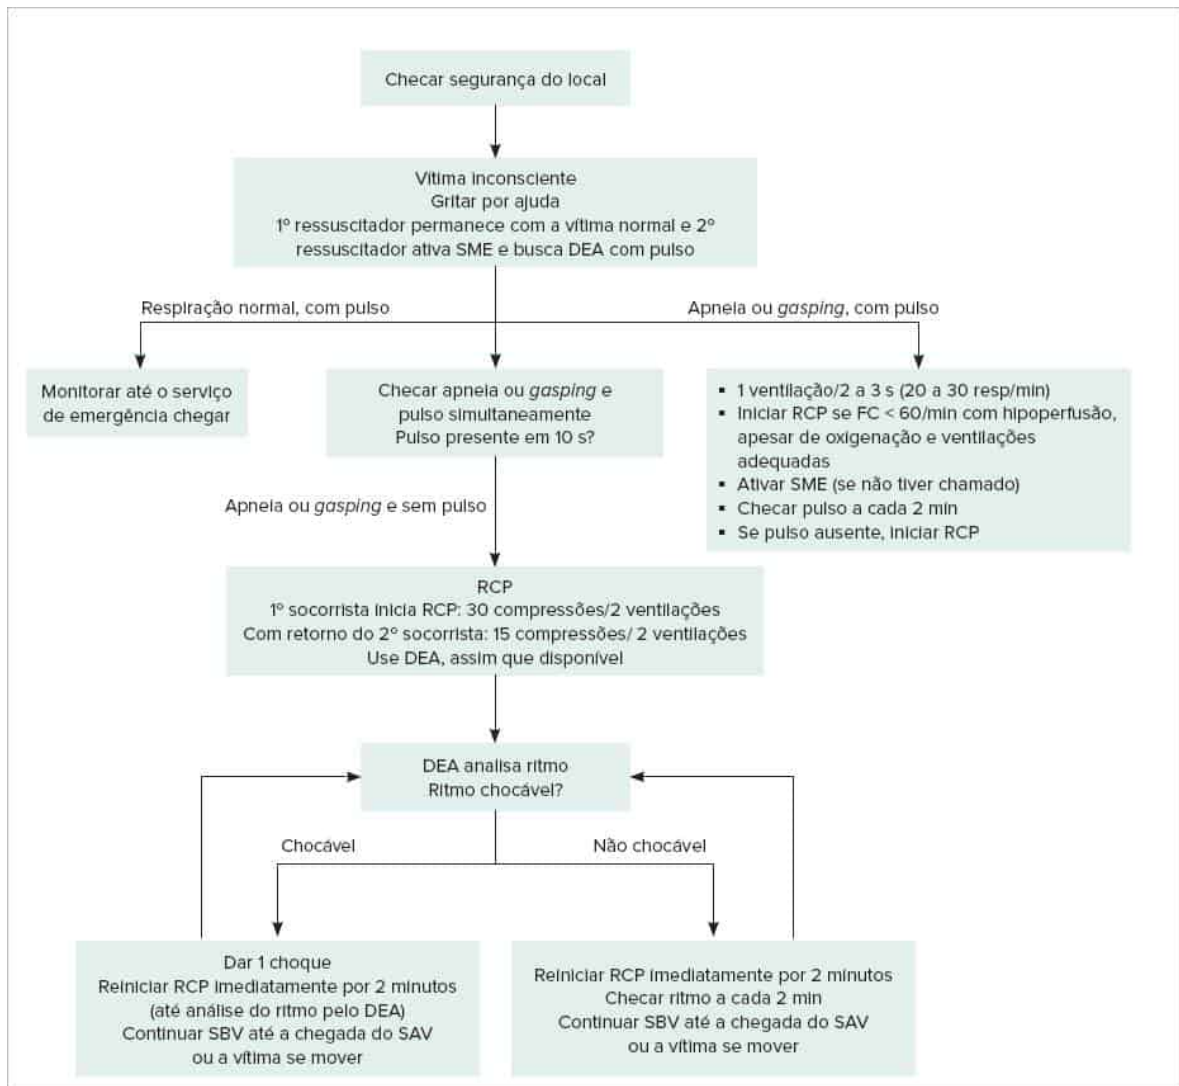 Checar segurança do local
Vítima inconsciente
Gritar por ajuda
1º ressuscitador permanece com a vítima normal e 2º
ressuscitador ativa SME e busca DEA com pulso
Respiração normal, com pulso
Apneia ou gasping, com pulso
Monitorar até o serviço
de emergência chegar
Checar apneia ou gasping e
pulso simultaneamente
Pulso presente em 10 s?
▪ 1 ventilação/2 a 3 s (20 a 30 resp/min)
▪ Iniciar RCP se FC < 60/min com hipoperfusão,
apesar de oxigenação e ventilações
adequadas
▪ Ativar SME (se não tiver chamado)
▪ Checar pulso a cada 2 min
▪ Se pulso ausente, iniciar RCP
Apneia ou gasping e sem pulso
RCP
1º socorrista inicia RCP: 30 compressões/2 ventilações
Com retorno do 2º socorrista: 15 compressões/ 2 ventilações
Use DEA, assim que disponível
DEA analisa ritmo
Ritmo chocável?
Chocável
Não chocável
Dar 1 choque
Reiniciar RCP imediatamente por 2 minutos
(até análise do ritmo pelo DEA)
Continuar SBV até a chegada do SAV
ou a vítima se mover
Reiniciar RCP imediatamente por 2 minutos
Checar ritmo a cada 2 min
Continuar SBV até a chegada do SAV
ou a vítima se mover